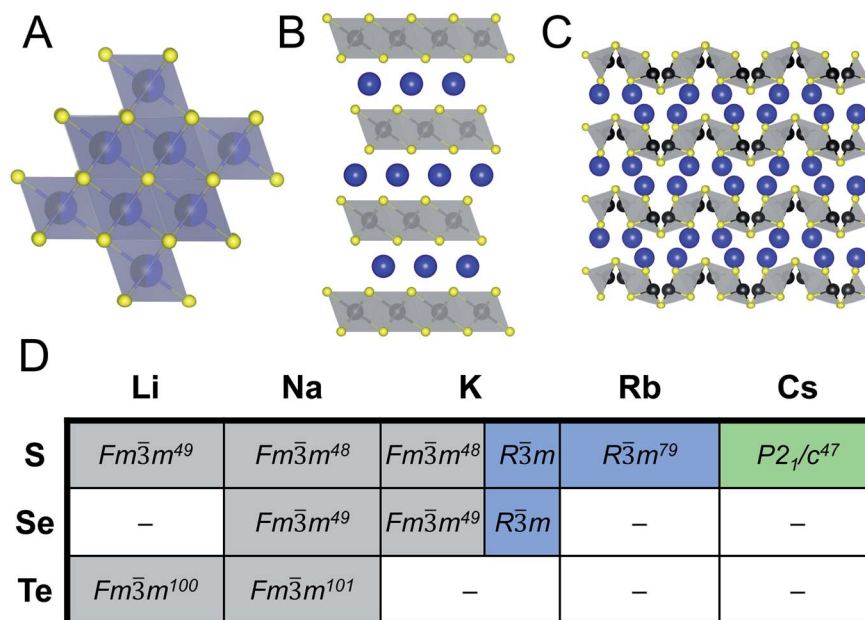 A B C
D
Li Na K Rb Cs
S Fm3̅m⁴⁹ Fm3̅m⁴⁸ Fm3̅m⁴⁸ R3̅m R3̅m⁷⁹ P2₁/c⁴⁷
Se – Fm3̅m⁴⁹ Fm3̅m⁴⁹ R3̅m – –
Te Fm3̅m¹⁰⁰ Fm3̅m¹⁰¹ – – –